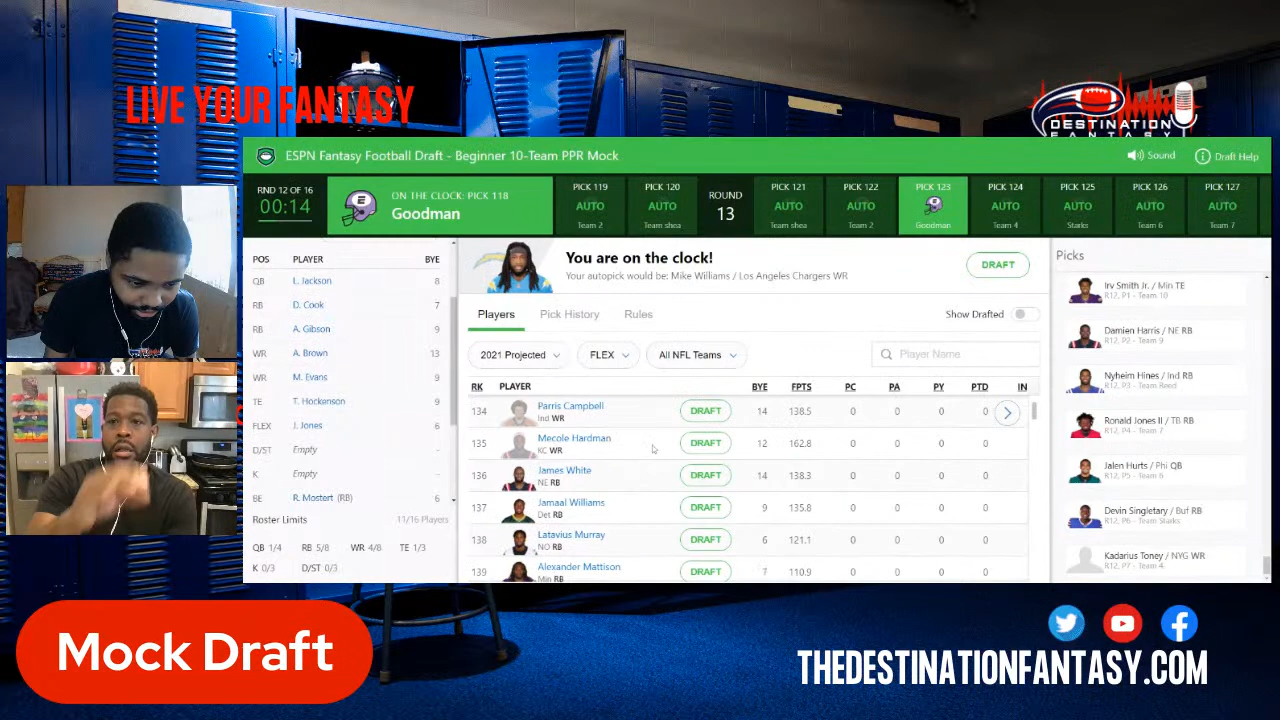 LIVE YOUR FANTASY
DESTINATION
FANTASY
ESPN Fantasy Football Draft - Beginner 10-Team PPR Mock
Sound
Draft Help
RND 12 OF 16
00:14
ON THE CLOCK: PICK 118
Goodman
PICK 119
AUTO
Team 2
PICK 120
AUTO
Team shea
ROUND
13
PICK 121
AUTO
Team shea
PICK 122
AUTO
Team 2
PICK 123
Goodman
PICK 124
AUTO
Team 4
PICK 125
AUTO
Starks
PICK 126
AUTO
Team 6
PICK 127
AUTO
Team 7
POS PLAYER BYE
QB L. Jackson 8
RB D. Cook 7
RB A. Gibson 9
WR A. Brown 13
WR M. Evans 9
TE T. Hockenson 9
FLEX J. Jones 6
D/ST Empty -
K Empty -
BE R. Mostert (RB) 6
Roster Limits 11/16 Players
QB 1/4 RB 5/8 WR 4/8 TE 1/3
K 0/3 D/ST 0/3
You are on the clock!
Your autopick would be: Mike Williams / Los Angeles Chargers WR
DRAFT
Players Pick History Rules
Show Drafted
2021 Projected FLEX All NFL Teams
Player Name
RK PLAYER BYE FPTS PC PA PY PTD IN
134 Parris Campbell DRAFT 14 138.5 0 0 0 0
Ind WR
135 Mecole Hardman DRAFT 12 162.8 0 0 0 0
KC WR
136 James White DRAFT 14 138.3 0 0 0 0
NE RB
137 Jamaal Williams DRAFT 9 135.8 0 0 0 0
Det RB
138 Latavius Murray DRAFT 6 121.1 0 0 0 0
NO RB
139 Alexander Mattison DRAFT 7 110.9 0 0 0 0
Min RB
Picks
Irv Smith Jr. / Min TE
R12, P1 - Team 10
Damien Harris / NE RB
R12, P2 - Team 9
Nyheim Hines / Ind RB
R12, P3 - Team Reed
Ronald Jones II / TB RB
R12, P4 - Team 7
Jalen Hurts / Phi QB
R12, P5 - Team 6
Devin Singletary / Buf RB
R12, P6 - Team Starks
Kadarius Toney / NYG WR
R12, P7 - Team 4
Mock Draft
THEDESTINATIONFANTASY.COM